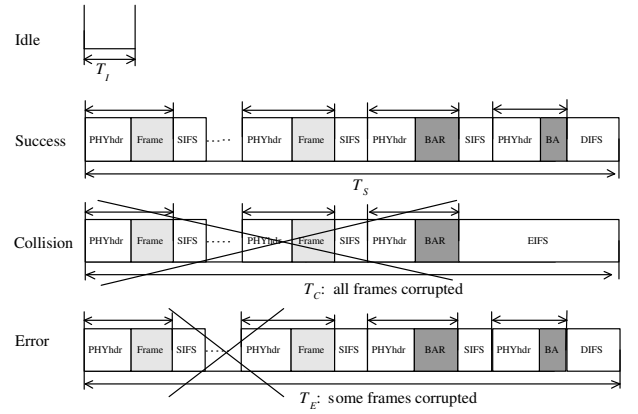 Idle
T_I
Success
PHYhdr Frame SIFS ..... PHYhdr Frame SIFS PHYhdr BAR SIFS PHYhdr BA DIFS
T_S
Collision
PHYhdr Frame SIFS ..... PHYhdr Frame SIFS PHYhdr BAR EIFS
T_C: all frames corrupted
Error
PHYhdr Frame SIFS ..... PHYhdr Frame SIFS PHYhdr BAR SIFS PHYhdr BA DIFS
T_E: some frames corrupted